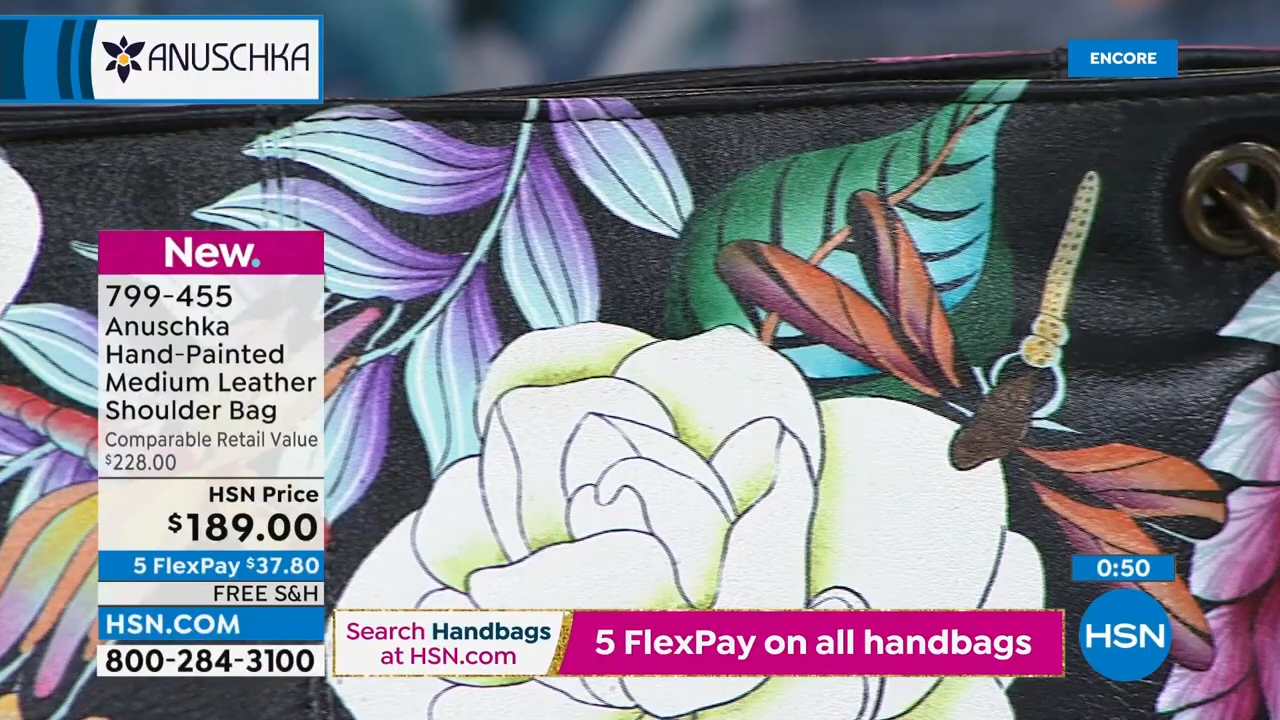 ANUSCHKA
ENCORE
New.
799-455
Anuschka
Hand-Painted
Medium Leather
Shoulder Bag
Comparable Retail Value
$228.00
HSN Price
$189.00
5 FlexPay $37.80
FREE S&H
HSN.COM
800-284-3100
Search Handbags
at HSN.com
5 FlexPay on all handbags
0:50
HSN